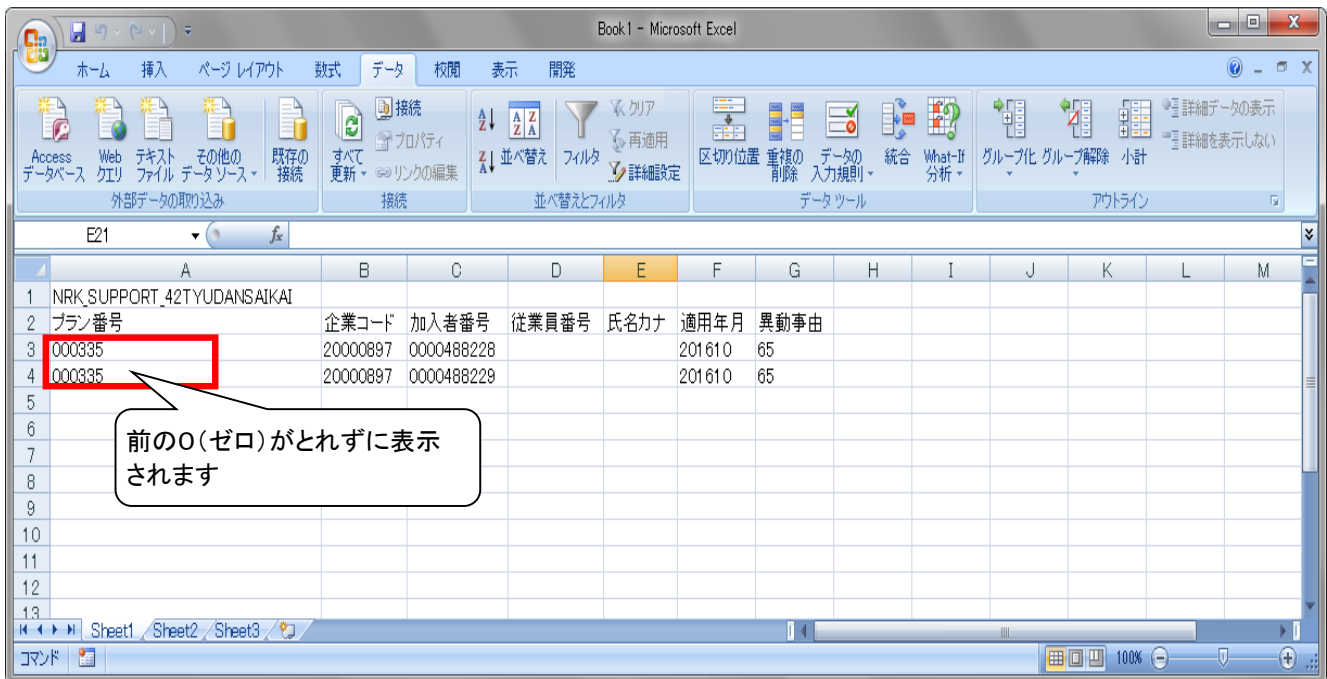 Book1 - Microsoft Excel
ホーム 挿入 ページ レイアウト 数式 データ 校閲 表示 開発
Access データベース Web クエリ テキスト ファイル その他の データ ソース 既存の 接続
外部データの取り込み
すべて 更新 接続 プロパティ リンクの編集
接続
並べ替え フィルタ クリア 再適用 詳細設定
並べ替えとフィルタ
区切り位置 重複の 削除 データの 入力規則 統合 What-If 分析
データ ツール
グループ化 グループ解除 小計 詳細データの表示 詳細を表示しない
アウトライン
E21 fx
A B C D E F G H I J K L M
1 NRK_SUPPORT_42TYUDANSAIKAI
2 プラン番号 企業コード 加入者番号 従業員番号 氏名カナ 適用年月 異動事由
3 000335 20000897 0000488228 201610 65
4 000335 20000897 0000488229 201610 65
5
6
7
8
9
10
11
12
13
前の0(ゼロ)がとれずに表示
されます
Sheet1 Sheet2 Sheet3
コマンド 100%